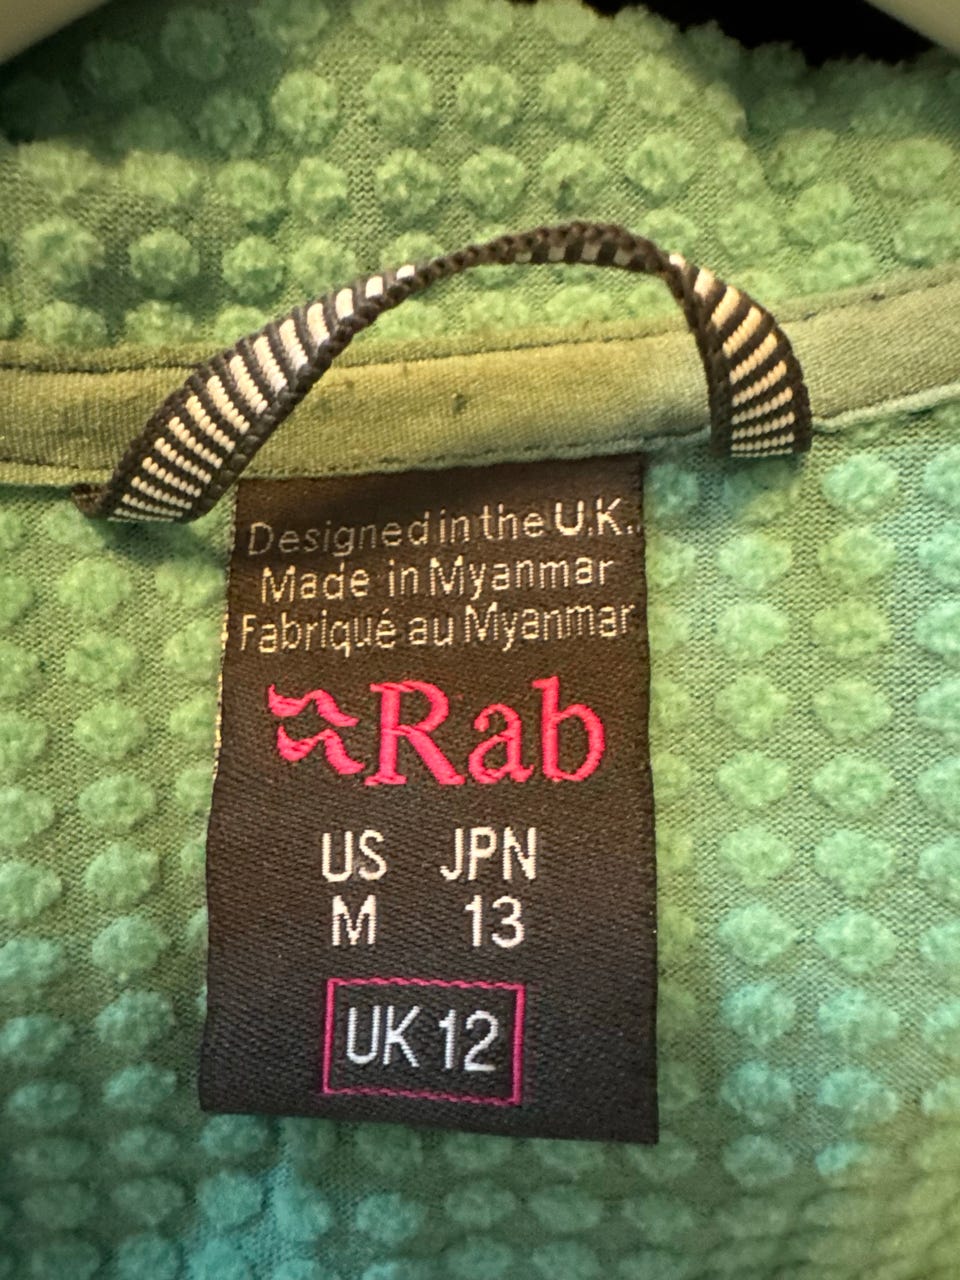 Designed in the U.K.
Made in Myanmar
Fabriqué au Myanmar
Rab
US JPN
M 13
UK 12